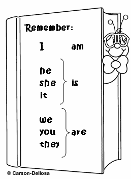 Remember:
I am
he
she is
it
we
you are
they
© Carson-Dellosa